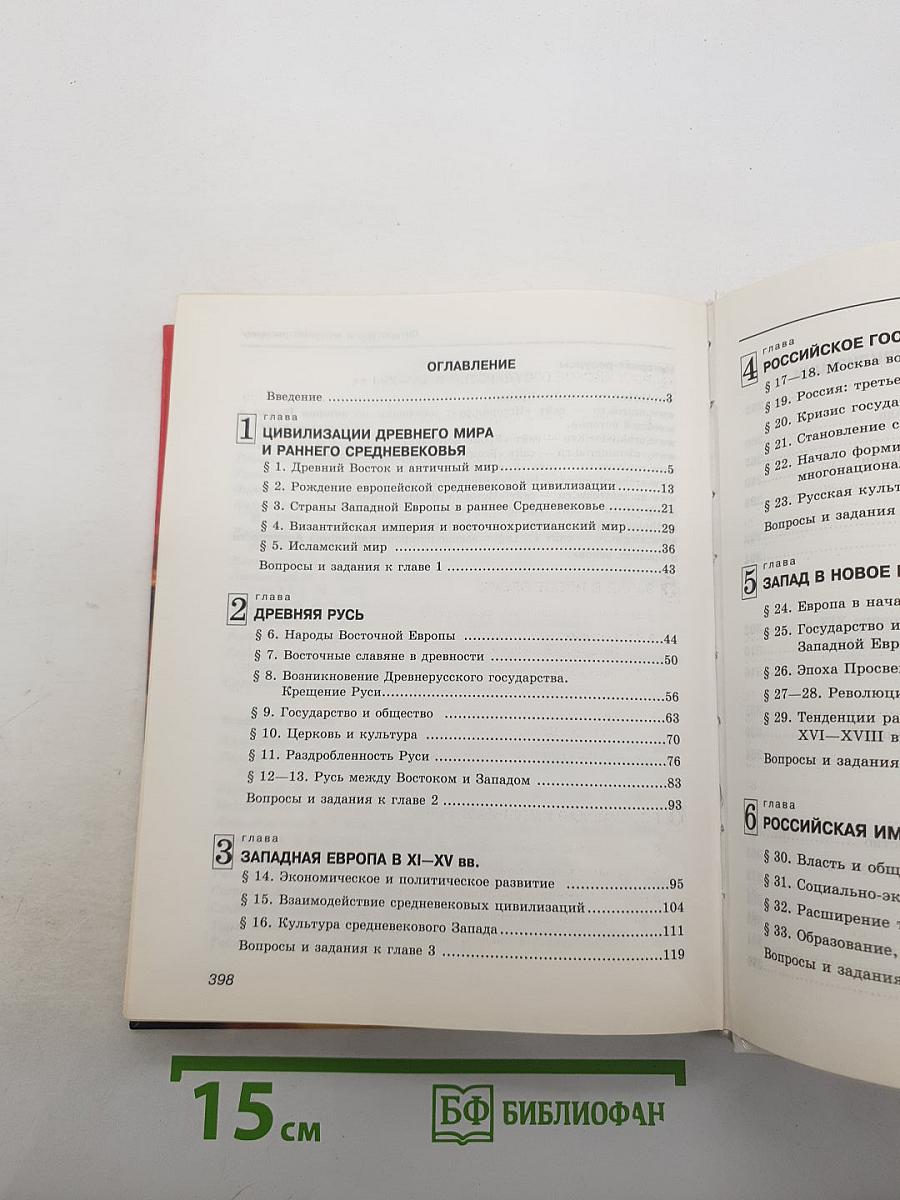 ОГЛАВЛЕНИЕ
Введение ........3
1 глава
ЦИВИЛИЗАЦИИ ДРЕВНЕГО МИРА
И РАННЕГО СРЕДНЕВЕКОВЬЯ
§ 1. Древний Восток и античный мир........5
§ 2. Рождение европейской средневековой цивилизации........13
§ 3. Страны Западной Европы в раннее Средневековье ........21
§ 4. Византийская империя и восточнохристианский мир........29
§ 5. Исламский мир ........36
Вопросы и задания к главе 1 ........43
2 глава
ДРЕВНЯЯ РУСЬ
§ 6. Народы Восточной Европы ........44
§ 7. Восточные славяне в древности ........50
§ 8. Возникновение Древнерусского государства.
Крещение Руси........56
§ 9. Государство и общество ........63
§ 10. Церковь и культура ........70
§ 11. Раздробленность Руси ........76
§ 12—13. Русь между Востоком и Западом ........83
Вопросы и задания к главе 2 ........93
3 глава
ЗАПАДНАЯ ЕВРОПА В XI—XV вв.
§ 14. Экономическое и политическое развитие ........95
§ 15. Взаимодействие средневековых цивилизаций........104
§ 16. Культура средневекового Запада........111
Вопросы и задания к главе 3 ........119
398
4 глава
РОССИЙСКОЕ ГОС
§ 17—18. Москва во
§ 19. Россия: третье
§ 20. Кризис госуда
§ 21. Становление с
§ 22. Начало форми
многонационал
§ 23. Русская культ
Вопросы и задания
5 глава
ЗАПАД В НОВОЕ
§ 24. Европа в нача
§ 25. Государство и
Западной Евр
§ 26. Эпоха Просве
§ 27—28. Революци
§ 29. Тенденции ра
XVI—XVIII в
Вопросы и задания
6 глава
РОССИЙСКАЯ ИМ
§ 30. Власть и общ
§ 31. Социально-эк
§ 32. Расширение т
§ 33. Образование,
Вопросы и задания
15 см
БФ БИБЛИОФАН